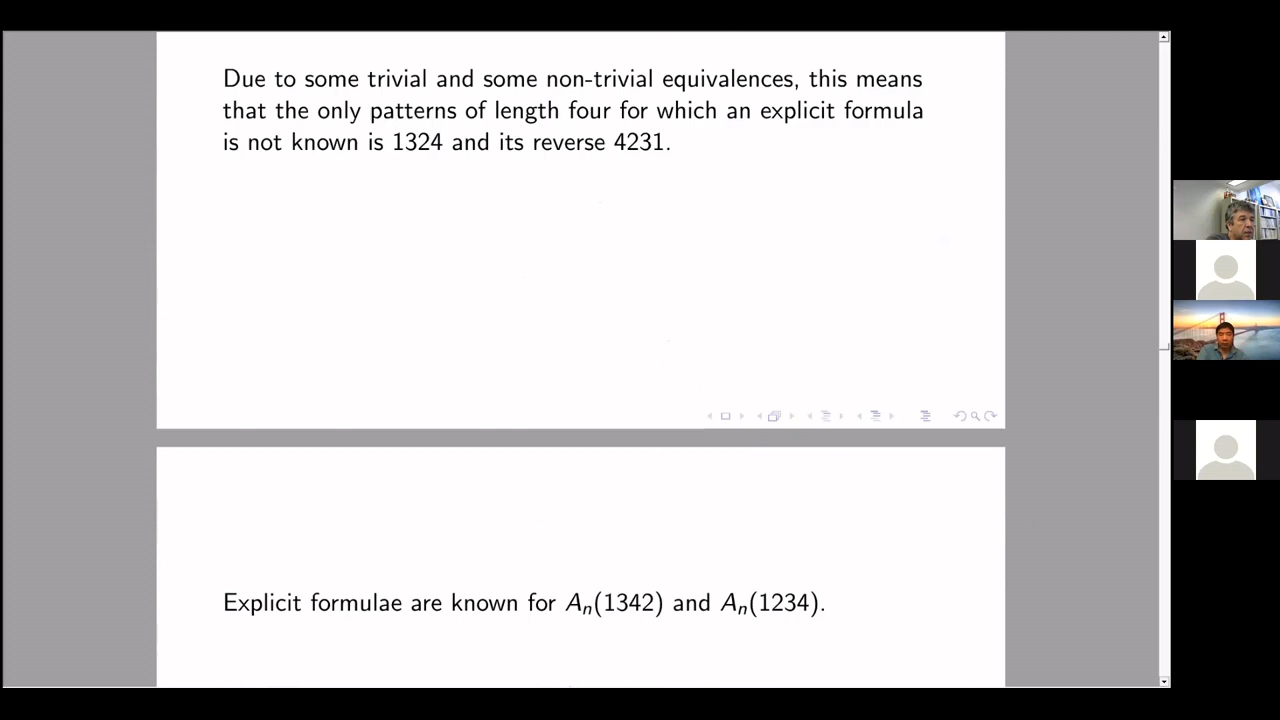 Due to some trivial and some non-trivial equivalences, this means
that the only patterns of length four for which an explicit formula
is not known is 1324 and its reverse 4231.
Explicit formulae are known for Aₙ(1342) and Aₙ(1234).